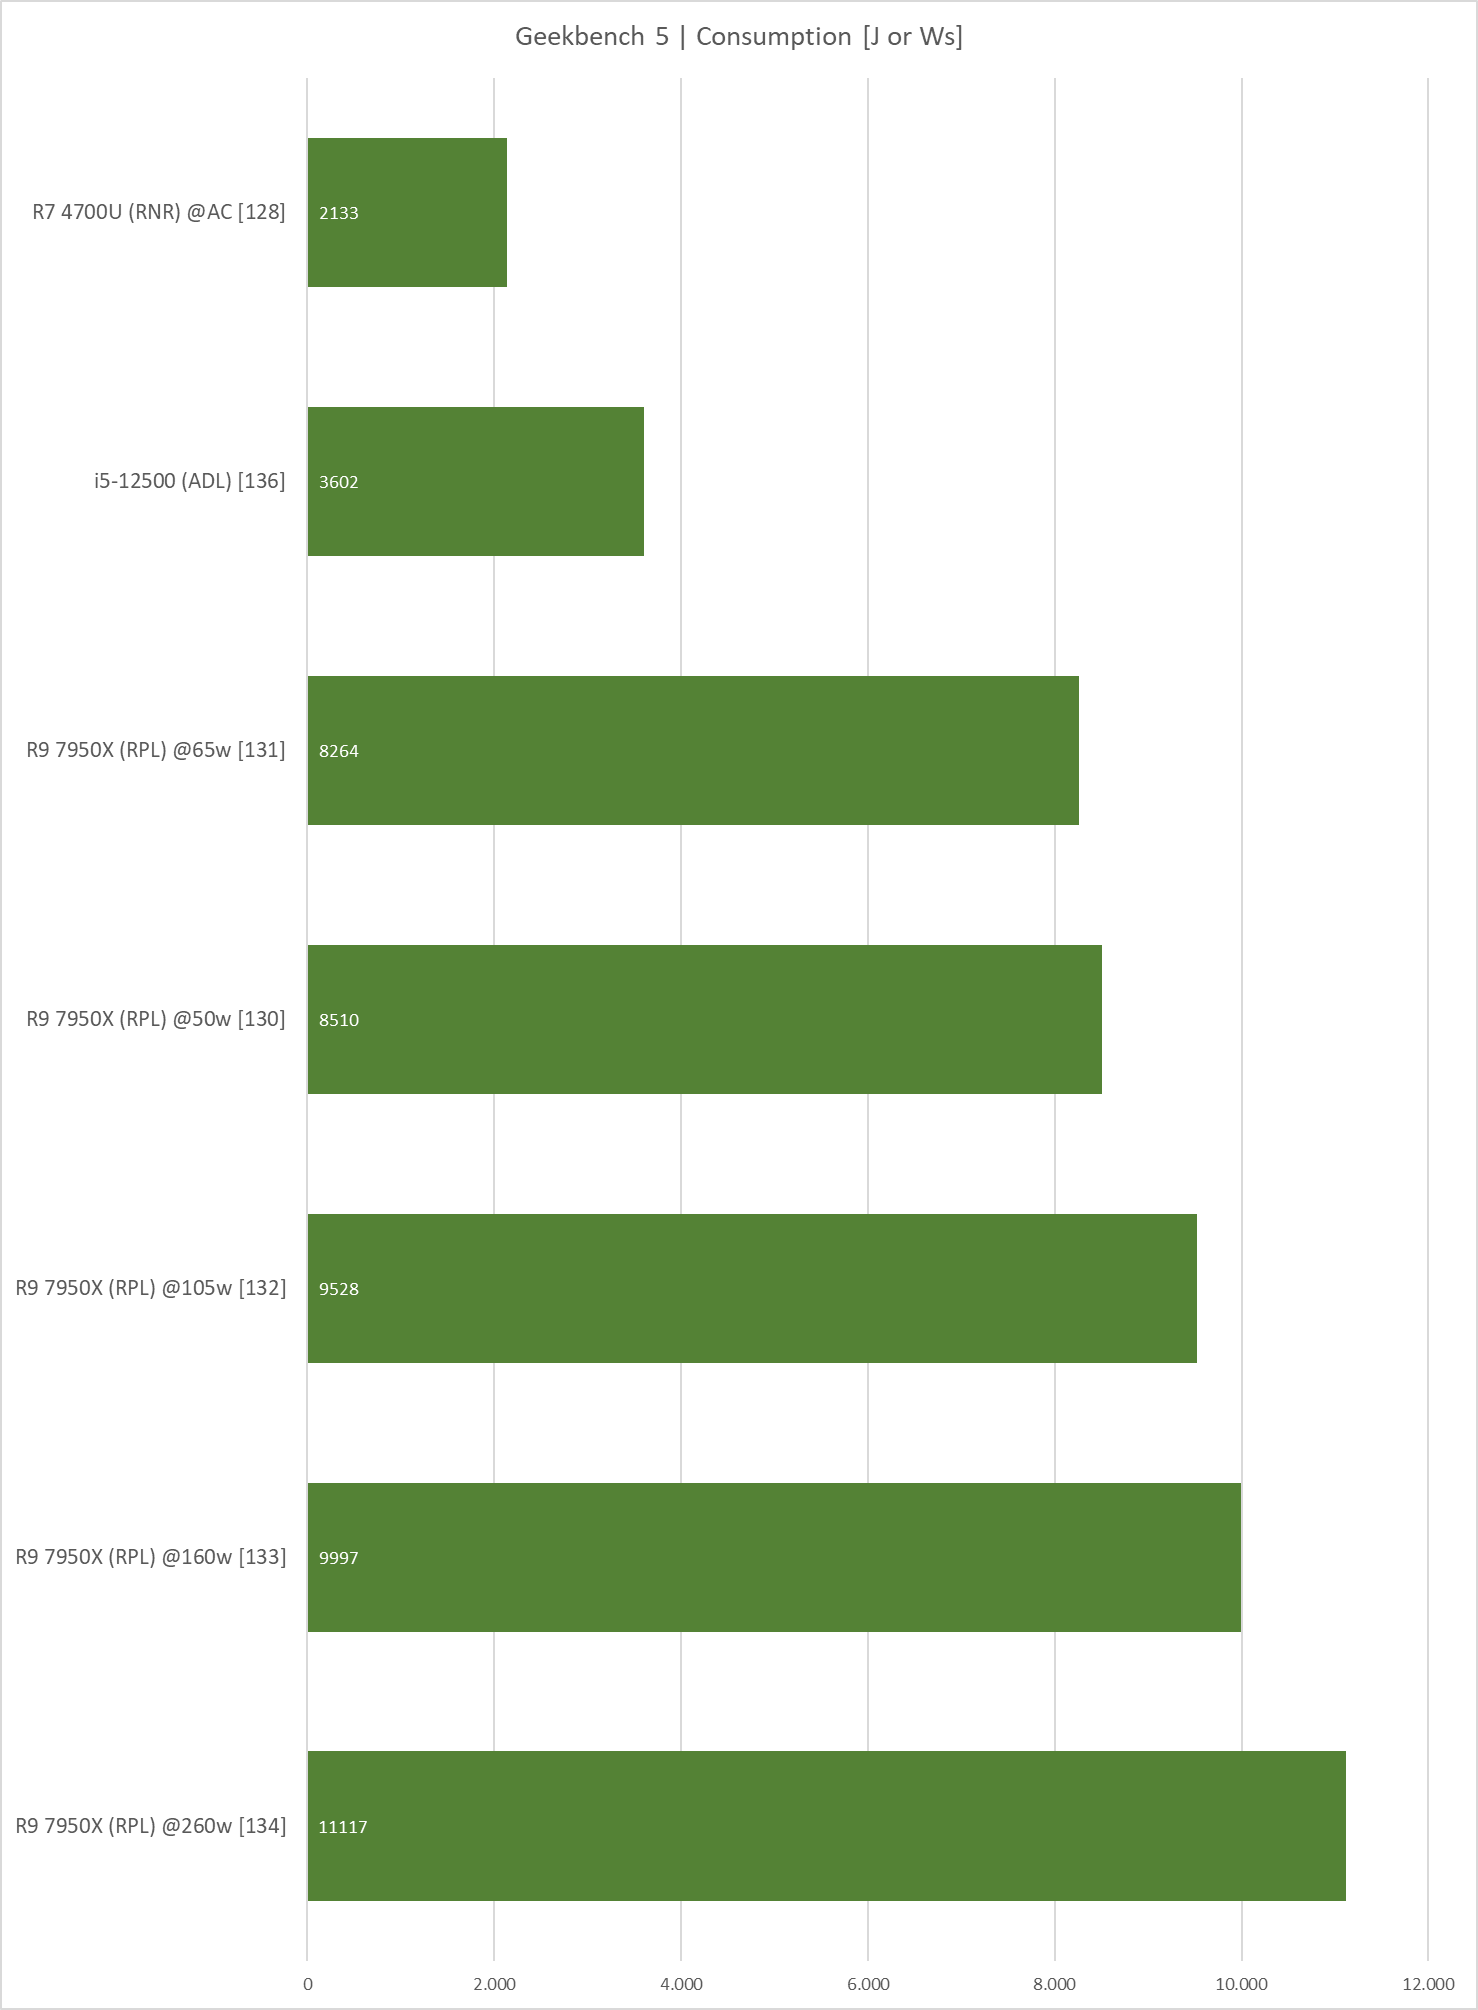 Geekbench 5 | Consumption [J or Ws]
R7 4700U (RNR) @AC [128]
2133
i5-12500 (ADL) [136]
3602
R9 7950X (RPL) @65w [131]
8264
R9 7950X (RPL) @50w [130]
8510
R9 7950X (RPL) @105w [132]
9528
R9 7950X (RPL) @160w [133]
9997
R9 7950X (RPL) @260w [134]
11117
0 2.000 4.000 6.000 8.000 10.000 12.000